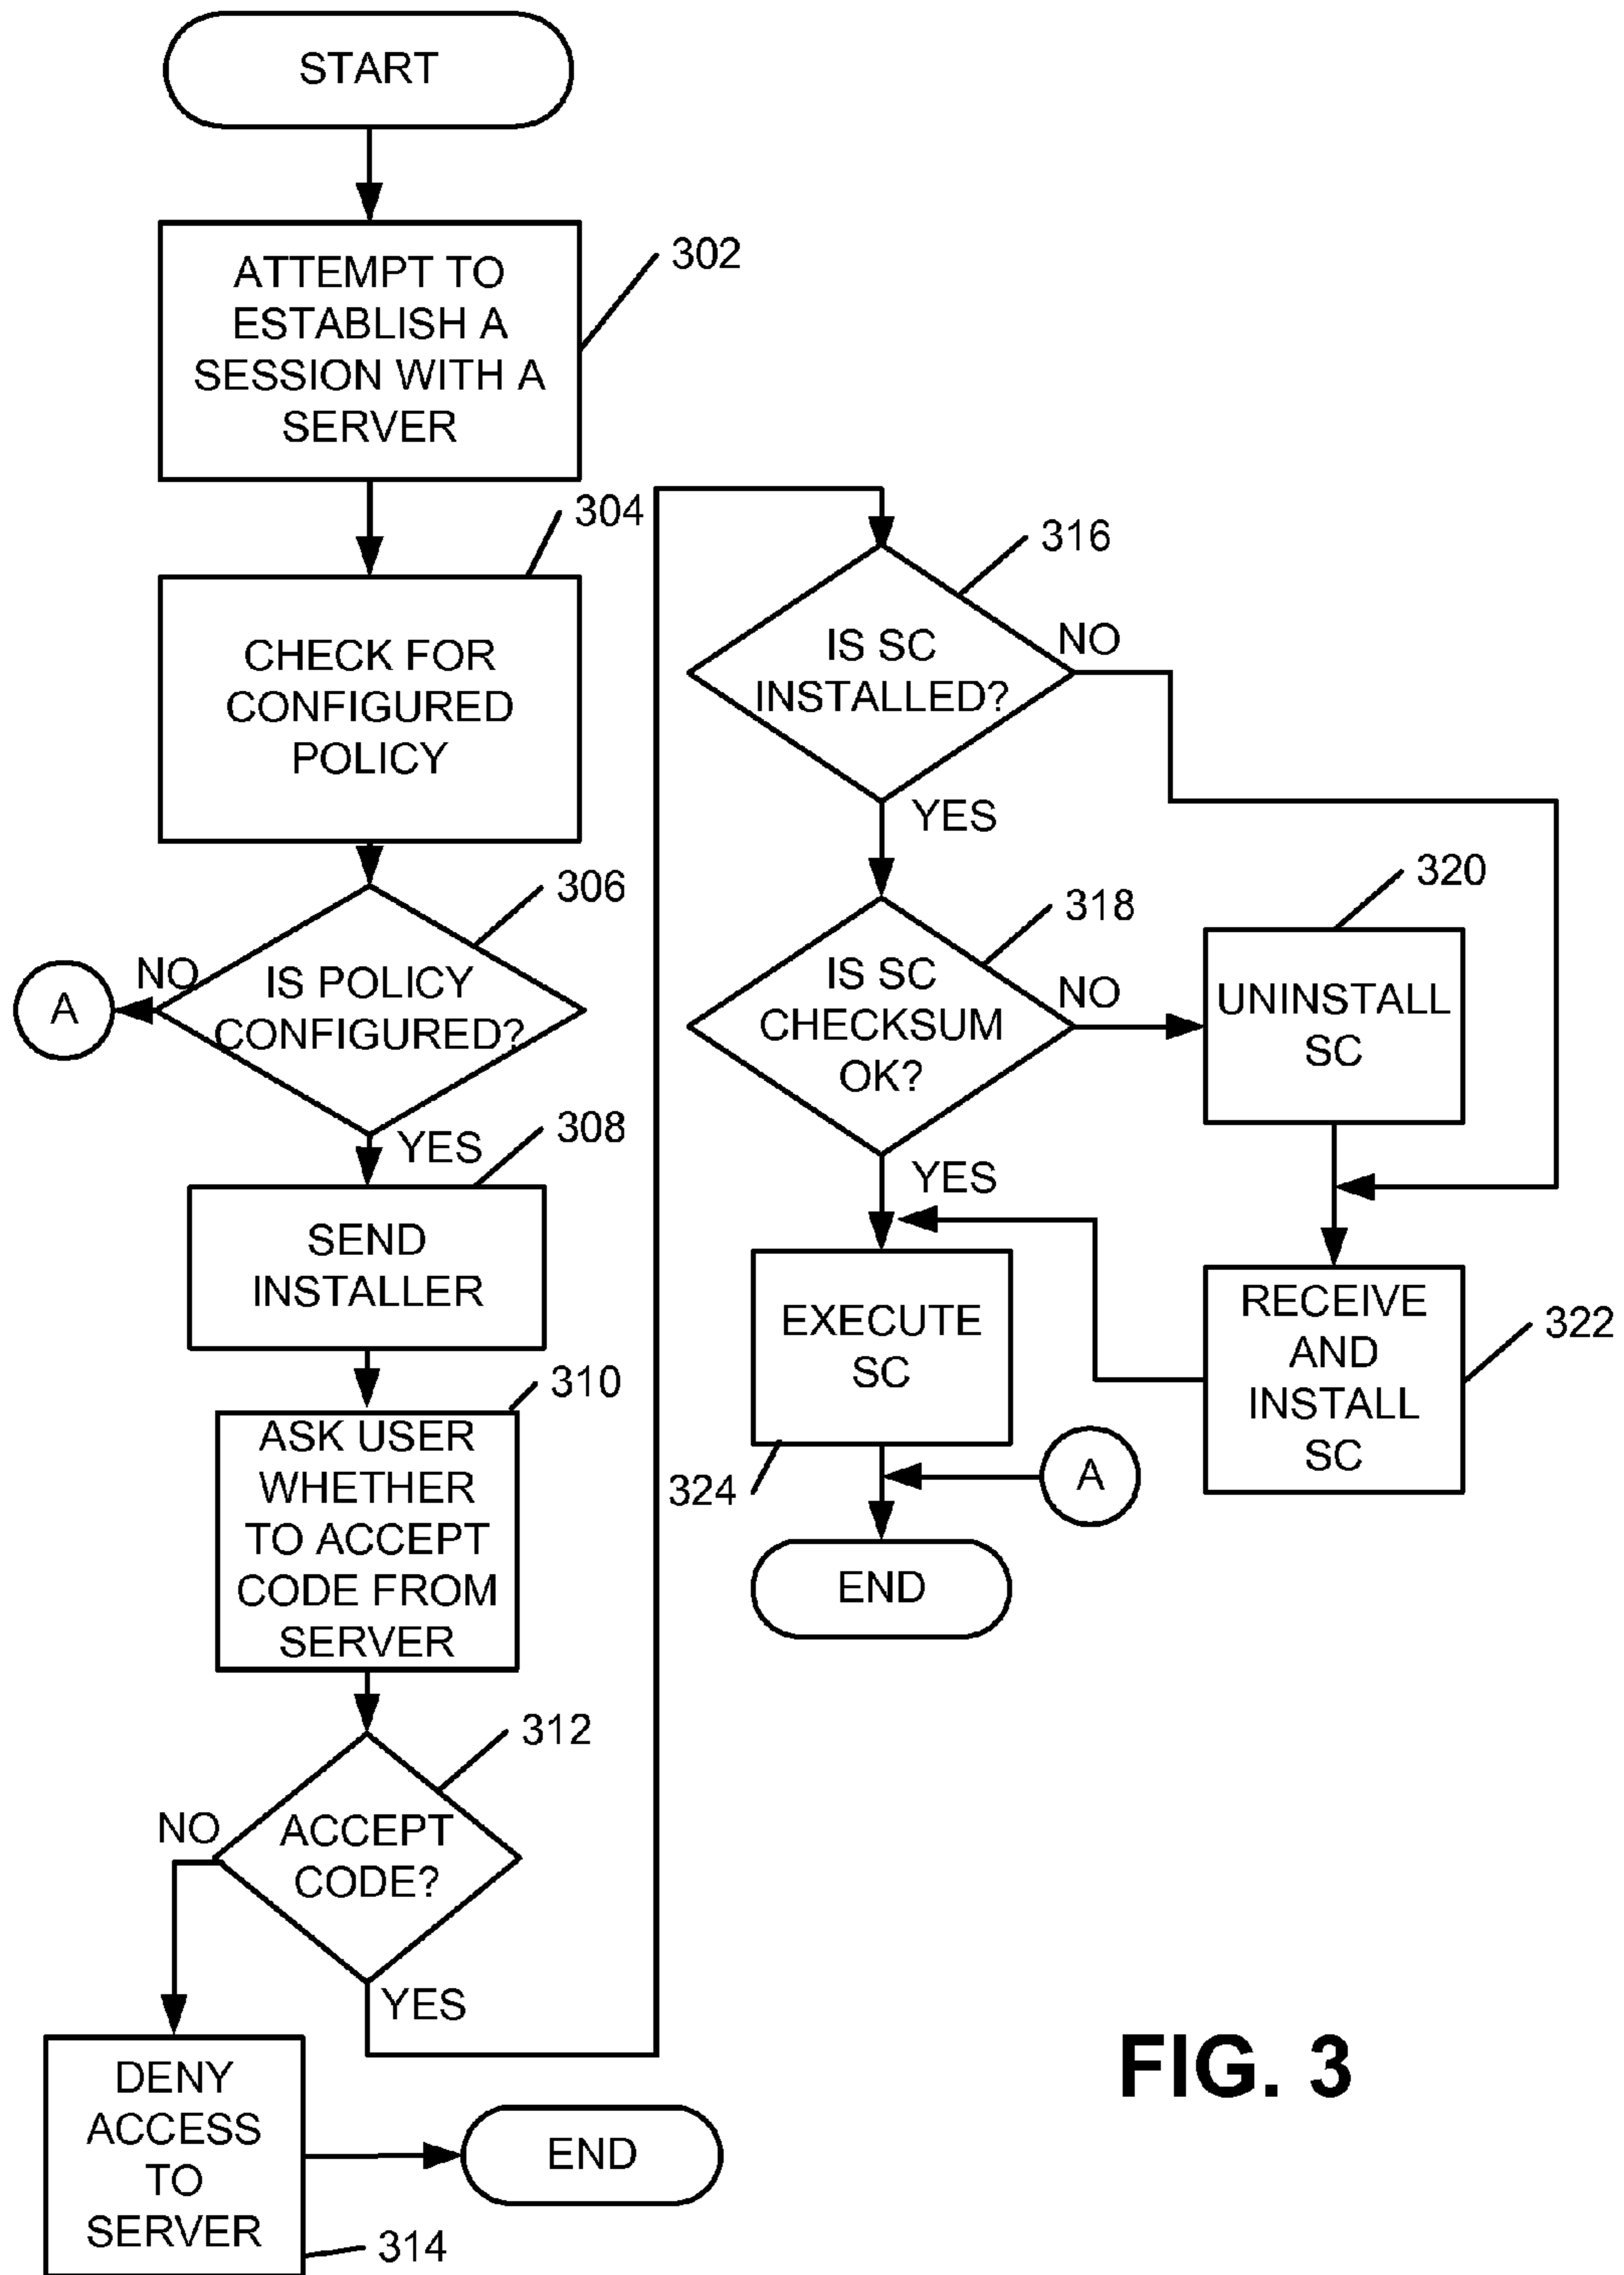 START
ATTEMPT TO
ESTABLISH A
SESSION WITH A
SERVER
302
304
CHECK FOR
CONFIGURED
POLICY
306
NO
A
IS POLICY
CONFIGURED?
YES
308
SEND
INSTALLER
310
ASK USER
WHETHER
TO ACCEPT
CODE FROM
SERVER
312
NO
ACCEPT
CODE?
YES
DENY
ACCESS
TO
SERVER
314
END
316
IS SC
INSTALLED?
NO
YES
318
IS SC
CHECKSUM
OK?
NO
YES
320
UNINSTALL
SC
RECEIVE
AND
INSTALL
SC
322
EXECUTE
SC
324
A
END
FIG. 3